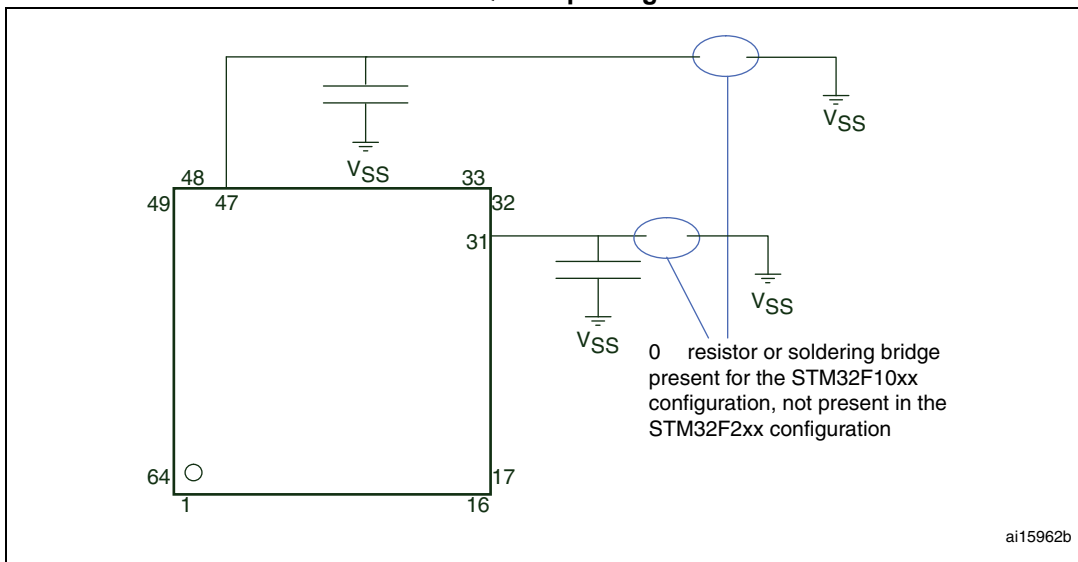 VSS
VSS
48
33
49
47
32
31
VSS
VSS
0 resistor or soldering bridge
present for the STM32F10xx
configuration, not present in the
STM32F2xx configuration
64
17
1
16
ai15962b